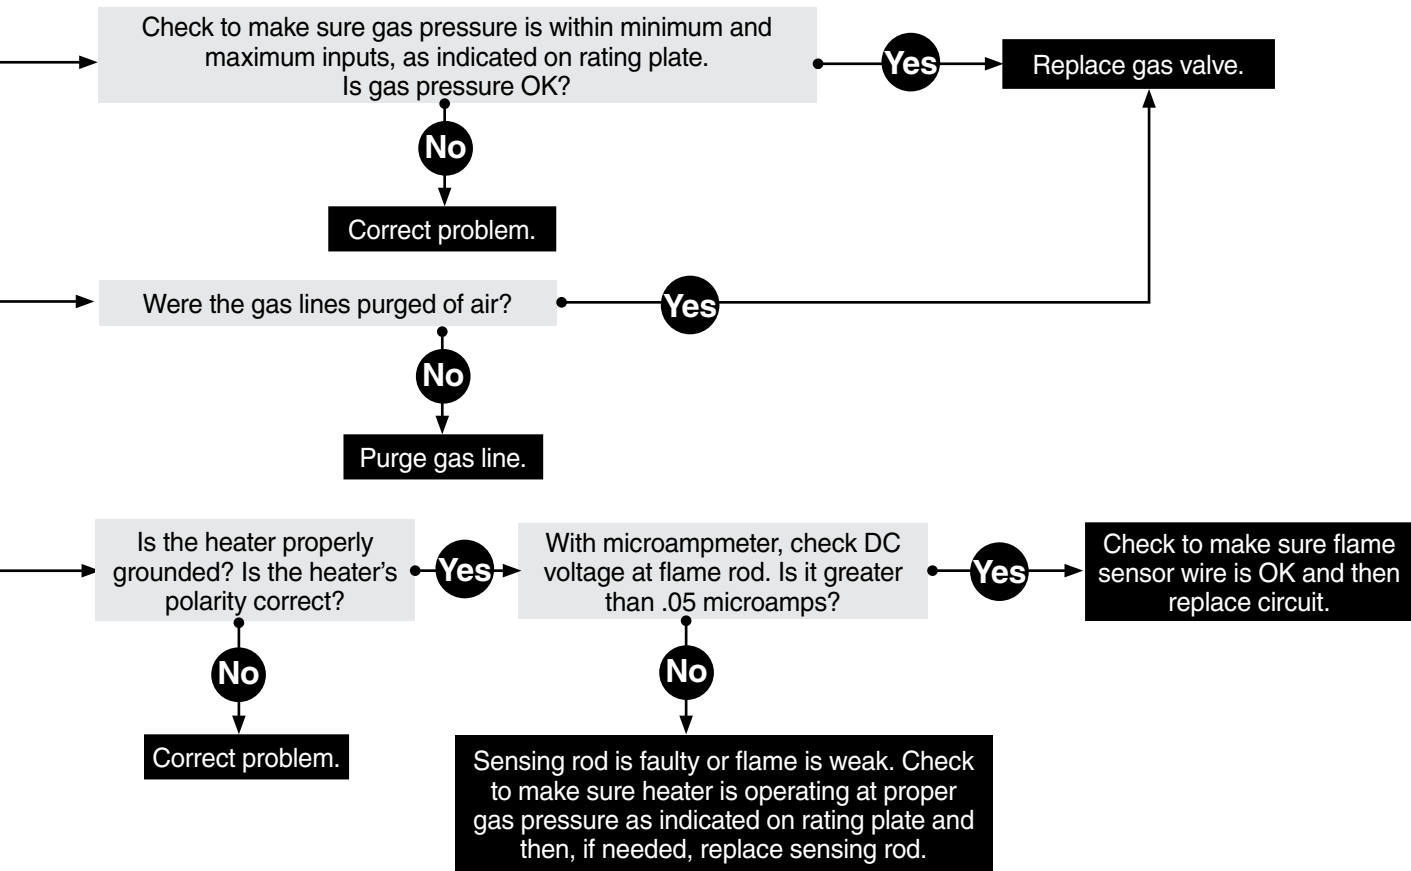 Check to make sure gas pressure is within minimum and
maximum inputs, as indicated on rating plate.
Is gas pressure OK?
Yes
Replace gas valve.
No
Correct problem.
Were the gas lines purged of air?
Yes
No
Purge gas line.
Is the heater properly
grounded? Is the heater's
polarity correct?
Yes
With microampmeter, check DC
voltage at flame rod. Is it greater
than .05 microamps?
Yes
Check to make sure flame
sensor wire is OK and then
replace circuit.
No
Correct problem.
No
Sensing rod is faulty or flame is weak. Check
to make sure heater is operating at proper
gas pressure as indicated on rating plate and
then, if needed, replace sensing rod.